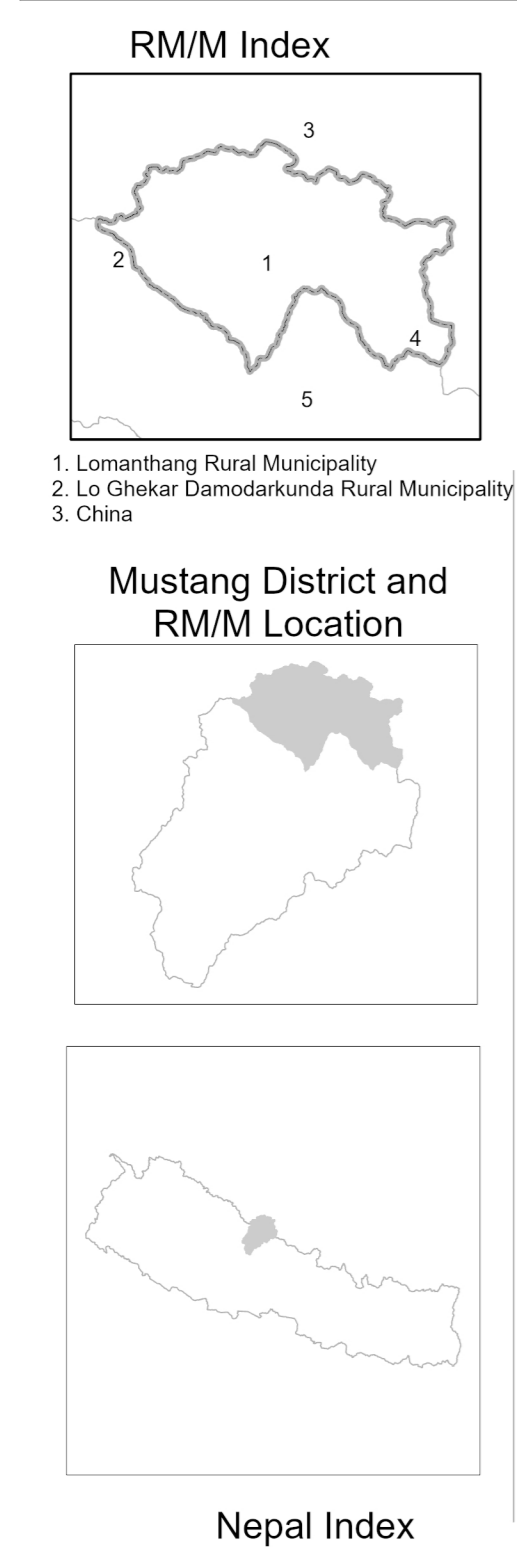 RM/M Index
3
2
1
4
5
1. Lomanthang Rural Municipality
2. Lo Ghekar Damodarkunda Rural Municipality
3. China
Mustang District and
RM/M Location
Nepal Index